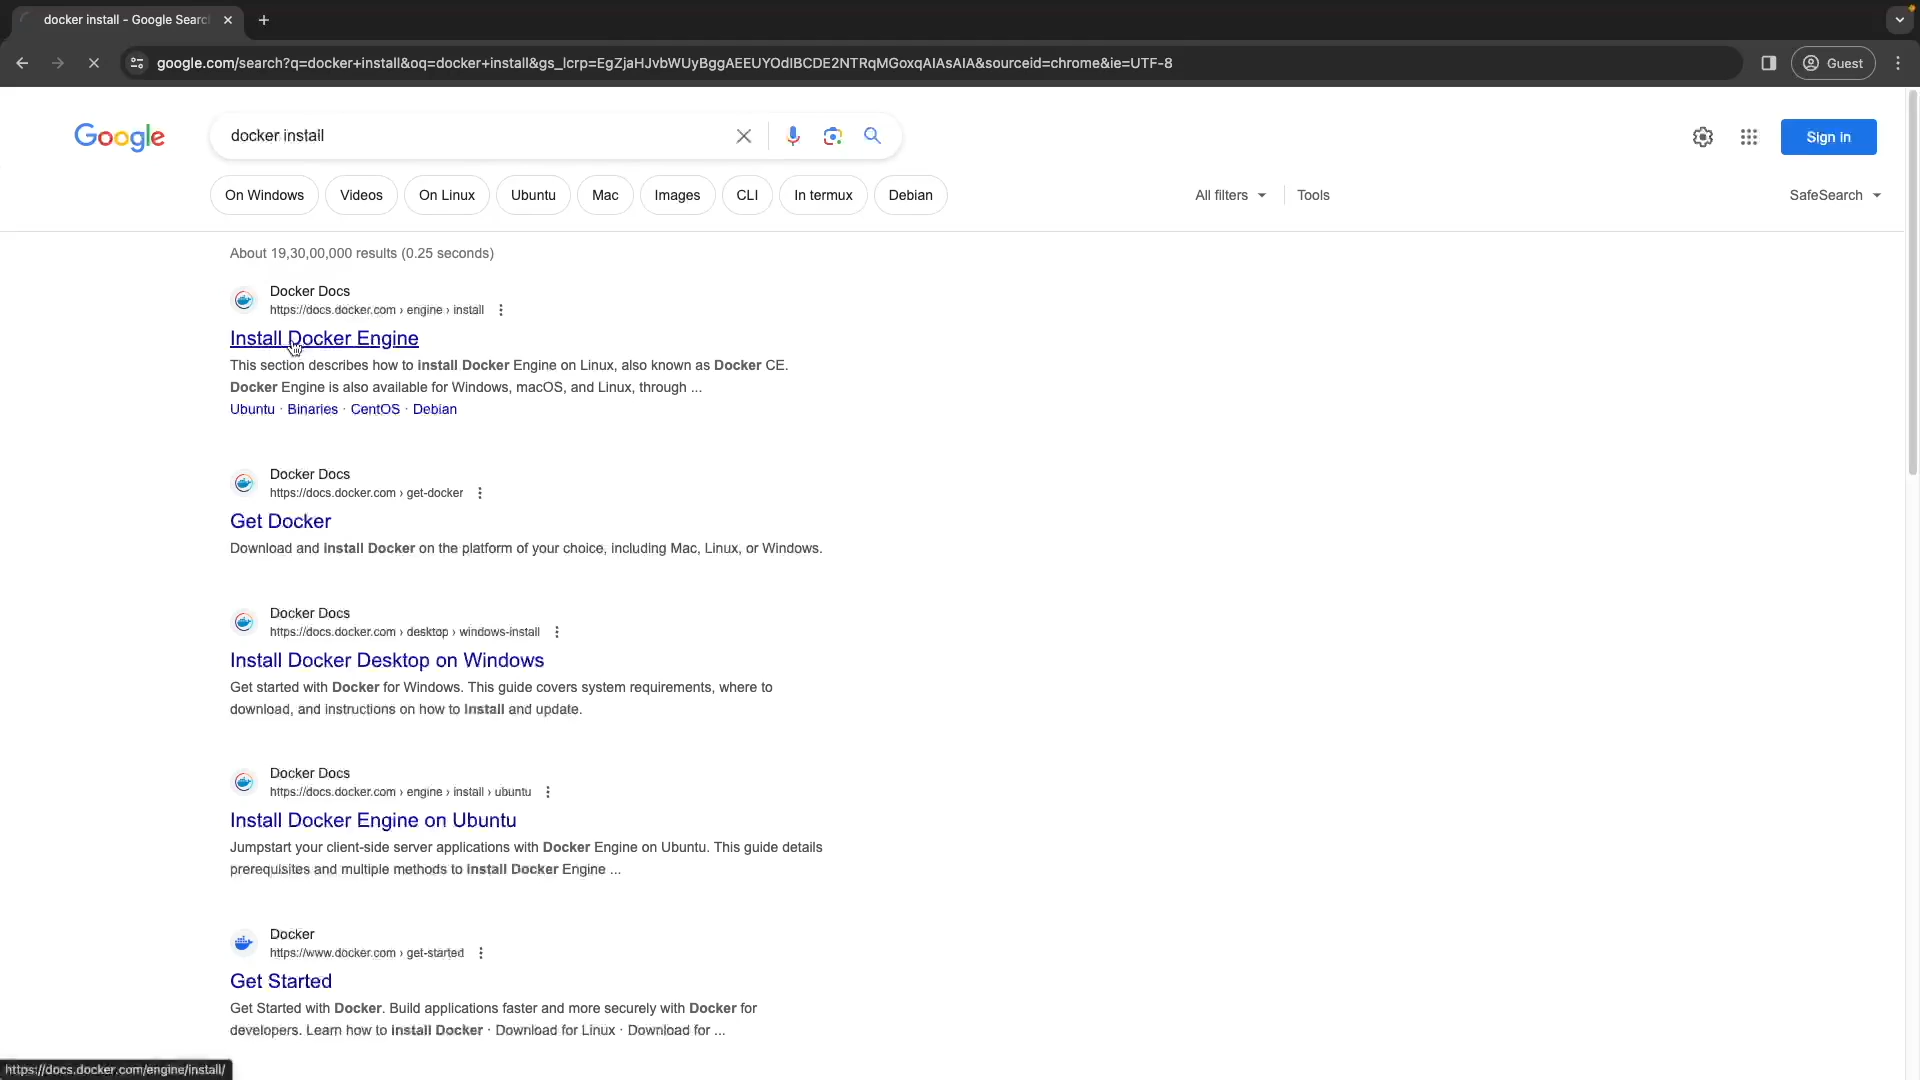 docker install - Google Searc
google.com/search?q=docker+install&oq=docker+install&gs_lcrp=EgZjaHJvbWUyBggAEEUYOdIBCDE2NTRqMGoxqAIAsAIA&sourceid=chrome&ie=UTF-8
Guest
Google
docker install
Sign in
On Windows
Videos
On Linux
Ubuntu
Mac
Images
CLI
In termux
Debian
All filters
Tools
SafeSearch
About 19,30,00,000 results (0.25 seconds)
Docker Docs
https://docs.docker.com › engine › install
Install Docker Engine
This section describes how to install Docker Engine on Linux, also known as Docker CE.
Docker Engine is also available for Windows, macOS, and Linux, through ...
Ubuntu · Binaries · CentOS · Debian
Docker Docs
https://docs.docker.com › get-docker
Get Docker
Download and install Docker on the platform of your choice, including Mac, Linux, or Windows.
Docker Docs
https://docs.docker.com › desktop › windows-install
Install Docker Desktop on Windows
Get started with Docker for Windows. This guide covers system requirements, where to
download, and instructions on how to install and update.
Docker Docs
https://docs.docker.com › engine › install › ubuntu
Install Docker Engine on Ubuntu
Jumpstart your client-side server applications with Docker Engine on Ubuntu. This guide details
prerequisites and multiple methods to install Docker Engine ...
Docker
https://www.docker.com › get-started
Get Started
Get Started with Docker. Build applications faster and more securely with Docker for
developers. Learn how to install Docker · Download for Linux · Download for ...
https://docs.docker.com/engine/install/